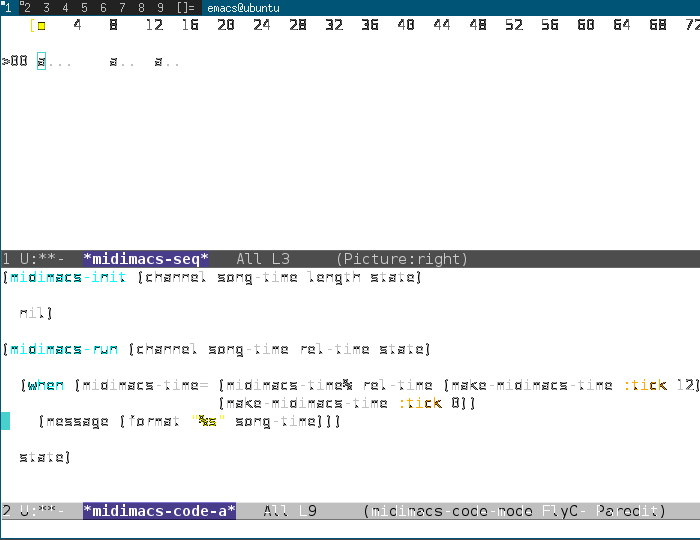 1 2 3 4 5 6 7 8 9 []= emacs@ubuntu
4 8 12 16 20 24 28 32 36 40 44 48 52 56 60 64 68 72
>00 a... a.. a..
1 U:**- *midimacs-seq* All L3 (Picture:right)
(midimacs-init (channel song-time length state)
nil)
(midimacs-run (channel song-time rel-time state)
(when (midimacs-time= (midimacs-time% rel-time (make-midimacs-time :tick 12)
(make-midimacs-time :tick 0))
(message (format "%s" song-time)))
state)
2 U:**- *midimacs-code-a* All L9 (midimacs-code-mode FlyC- Paredit)